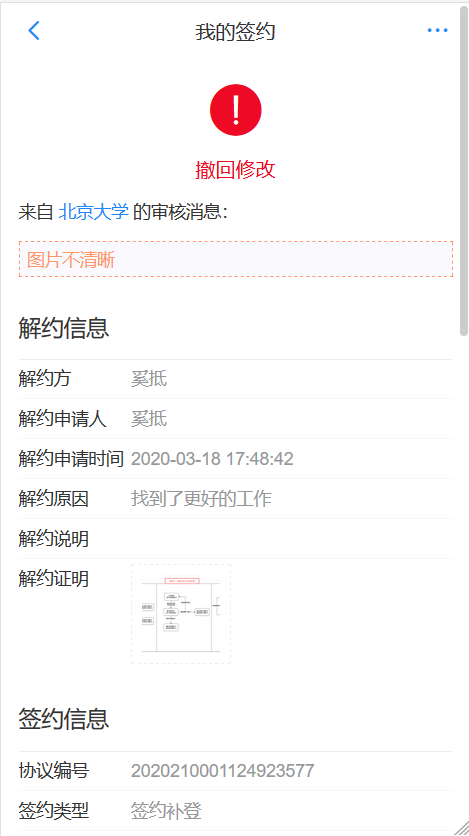 我的签约
撤回修改
来自 北京大学 的审核消息：
图片不清晰
解约信息
解约方 奚抵
解约申请人 奚抵
解约申请时间 2020-03-18 17:48:42
解约原因 找到了更好的工作
解约说明
解约证明
签约信息
协议编号 2020210001124923577
签约类型 签约补登